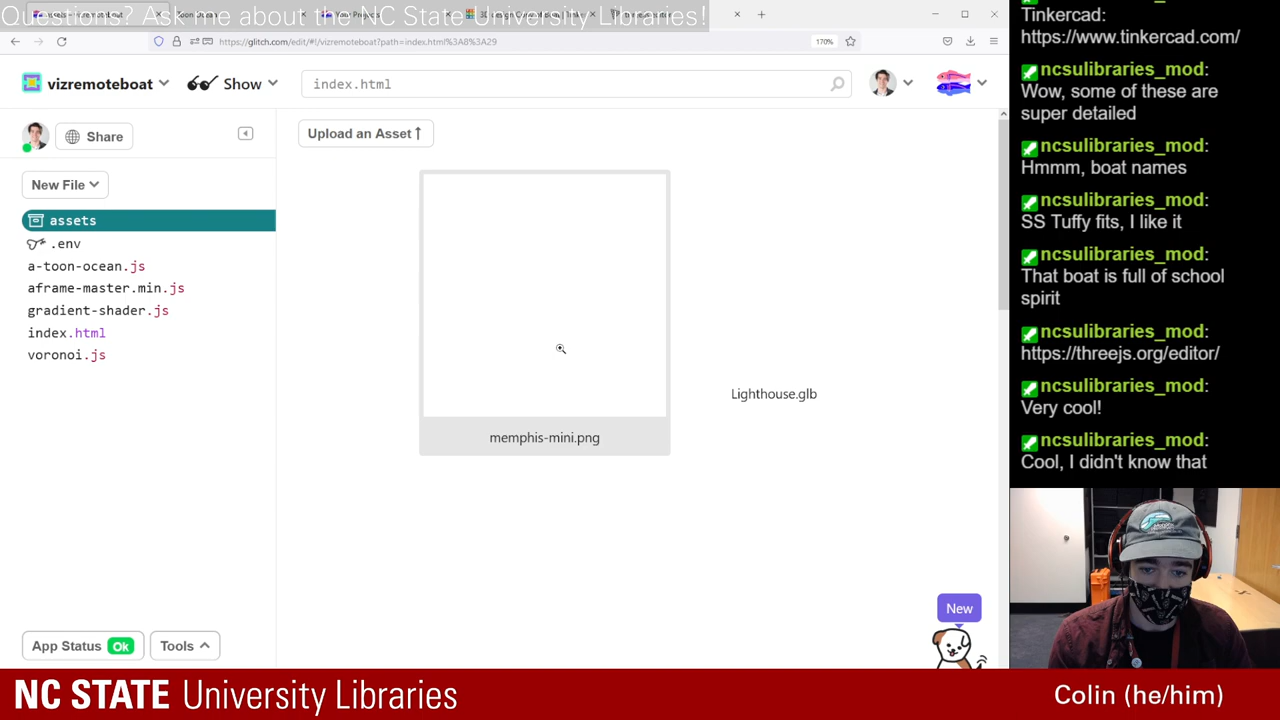 Questions? Ask me about the NC State University Libraries!
https://glitch.com/edit/#!/vizremoteboat?path=index.html%3A8%3A29
170%
vizremoteboat
Show
index.html
Share
Upload an Asset
New File
assets
.env
a-toon-ocean.js
aframe-master.min.js
gradient-shader.js
index.html
voronoi.js
memphis-mini.png
Lighthouse.glb
New
App Status Ok
Tools
Tinkercad:
https://www.tinkercad.com/
ncsulibraries_mod:
Wow, some of these are
super detailed
ncsulibraries_mod:
Hmmm, boat names
ncsulibraries_mod:
SS Tuffy fits, I like it
ncsulibraries_mod:
That boat is full of school
spirit
ncsulibraries_mod:
https://threejs.org/editor/
ncsulibraries_mod:
Very cool!
ncsulibraries_mod:
Cool, I didn't know that
NC STATE University Libraries
Colin (he/him)